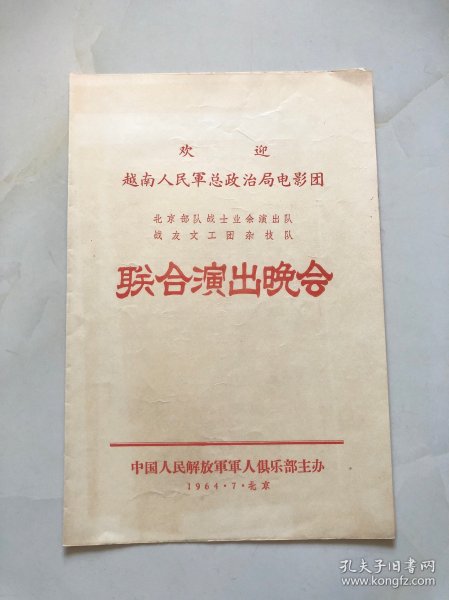 欢 迎
越南人民軍总政治局电影团
北京部队战士业余演出队
战友文工团杂技队
联合演出晚会
中国人民解放軍軍人俱乐部主办
1964·7·北京
孔夫子旧书网
www.kongfz.com